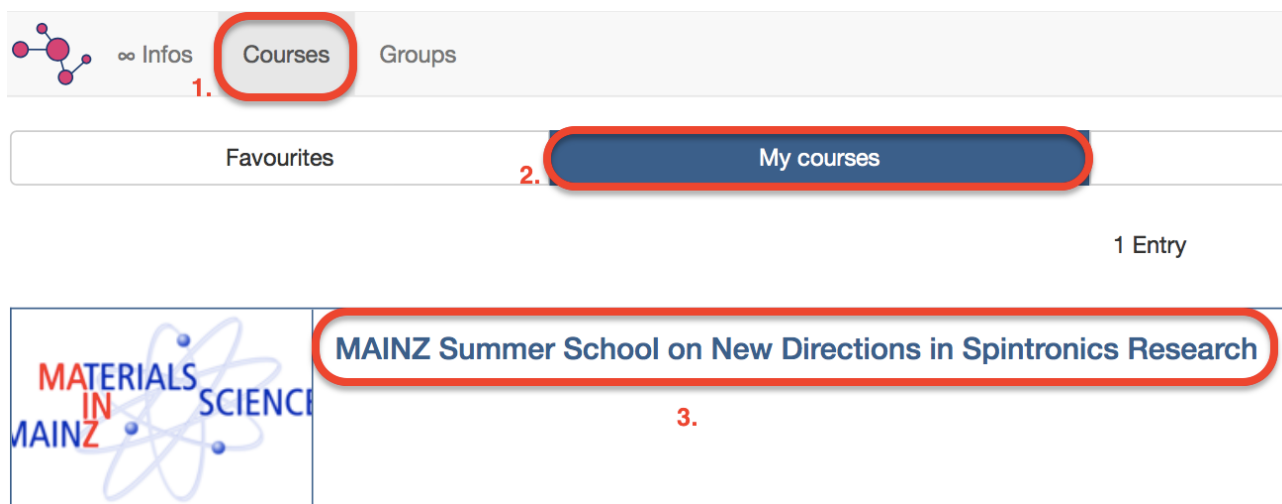 ∞ Infos Courses Groups
1.
Favourites My courses
2.
1 Entry
MAINZ Summer School on New Directions in Spintronics Research
MATERIALS
IN SCIENCE
MAINZ
3.